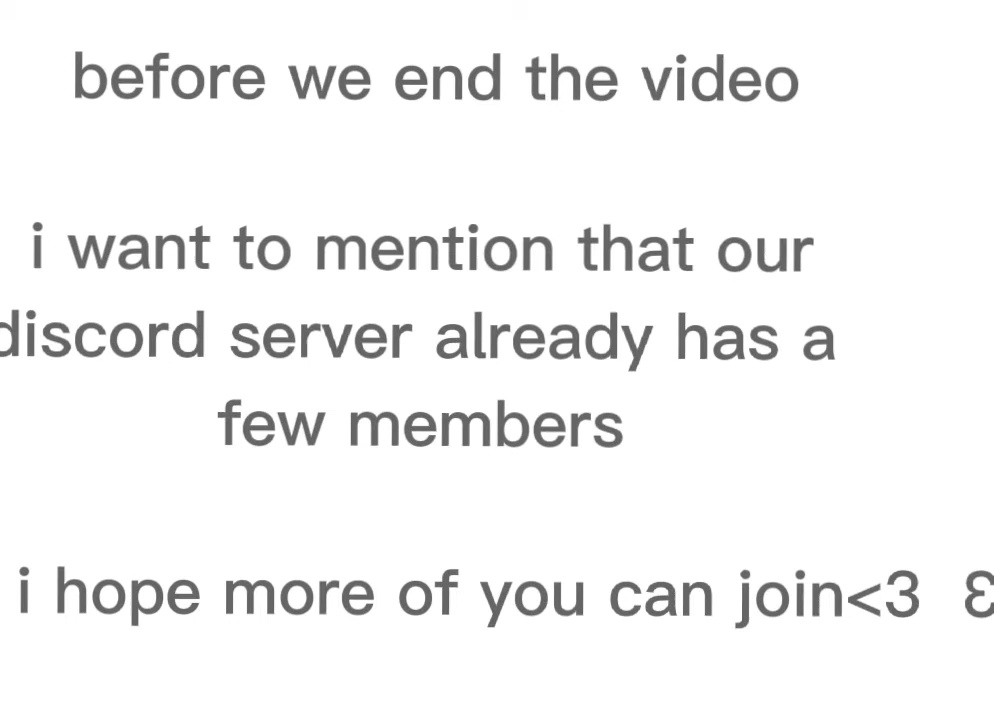 before we end the video
i want to mention that our
discord server already has a
few members
i hope more of you can join<3